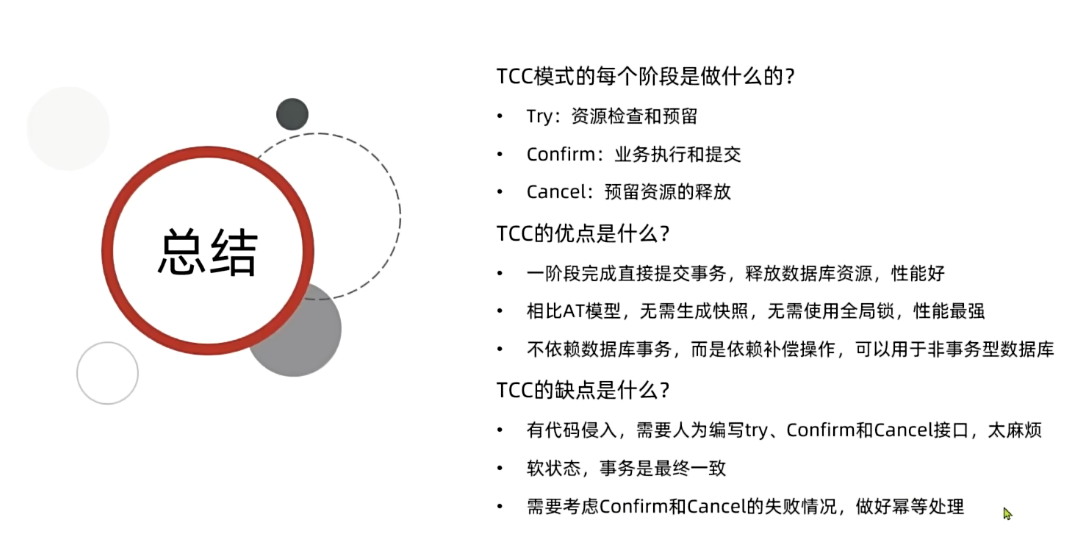 总结
TCC模式的每个阶段是做什么的？
• Try：资源检查和预留
• Confirm：业务执行和提交
• Cancel：预留资源的释放
TCC的优点是什么？
• 一阶段完成直接提交事务，释放数据库资源，性能好
• 相比AT模型，无需生成快照，无需使用全局锁，性能最强
• 不依赖数据库事务，而是依赖补偿操作，可以用于非事务型数据库
TCC的缺点是什么？
• 有代码侵入，需要人为编写try、Confirm和Cancel接口，太麻烦
• 软状态，事务是最终一致
• 需要考虑Confirm和Cancel的失败情况，做好幂等处理